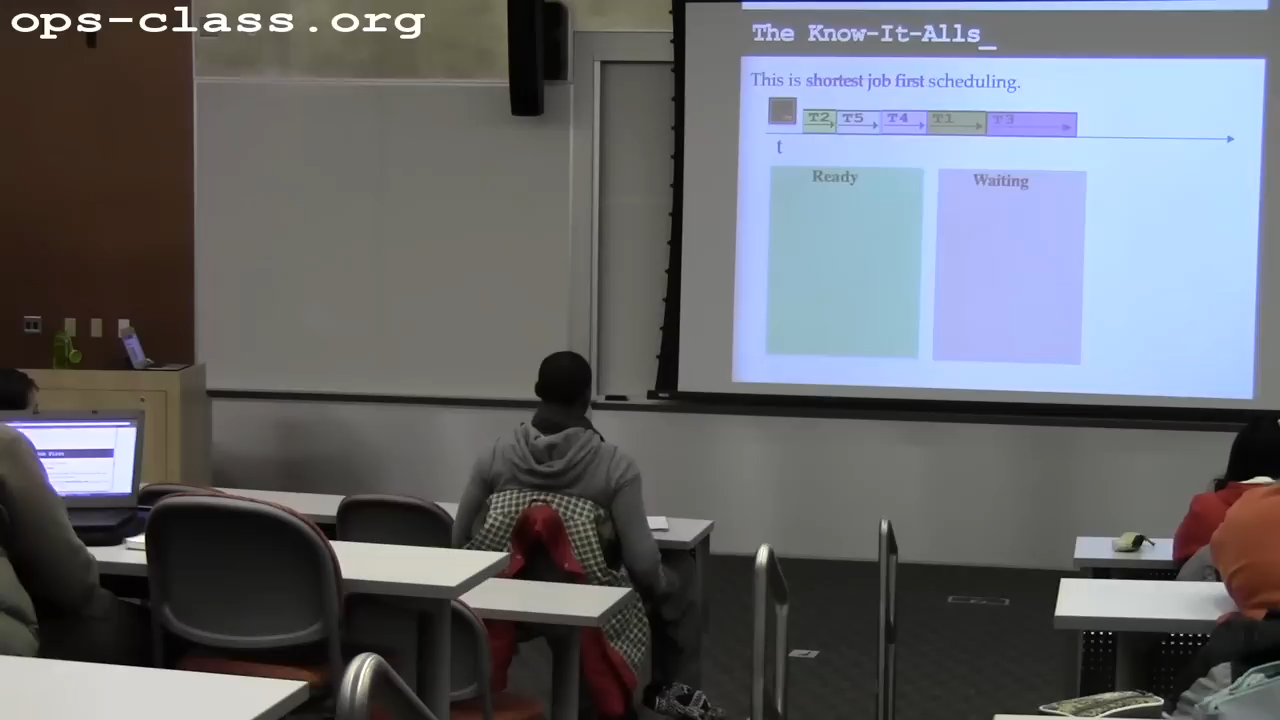 ops-class.org
The Know-It-Alls_
This is shortest job first scheduling.
T2 T5 T4 T1 T3
t
Ready Waiting